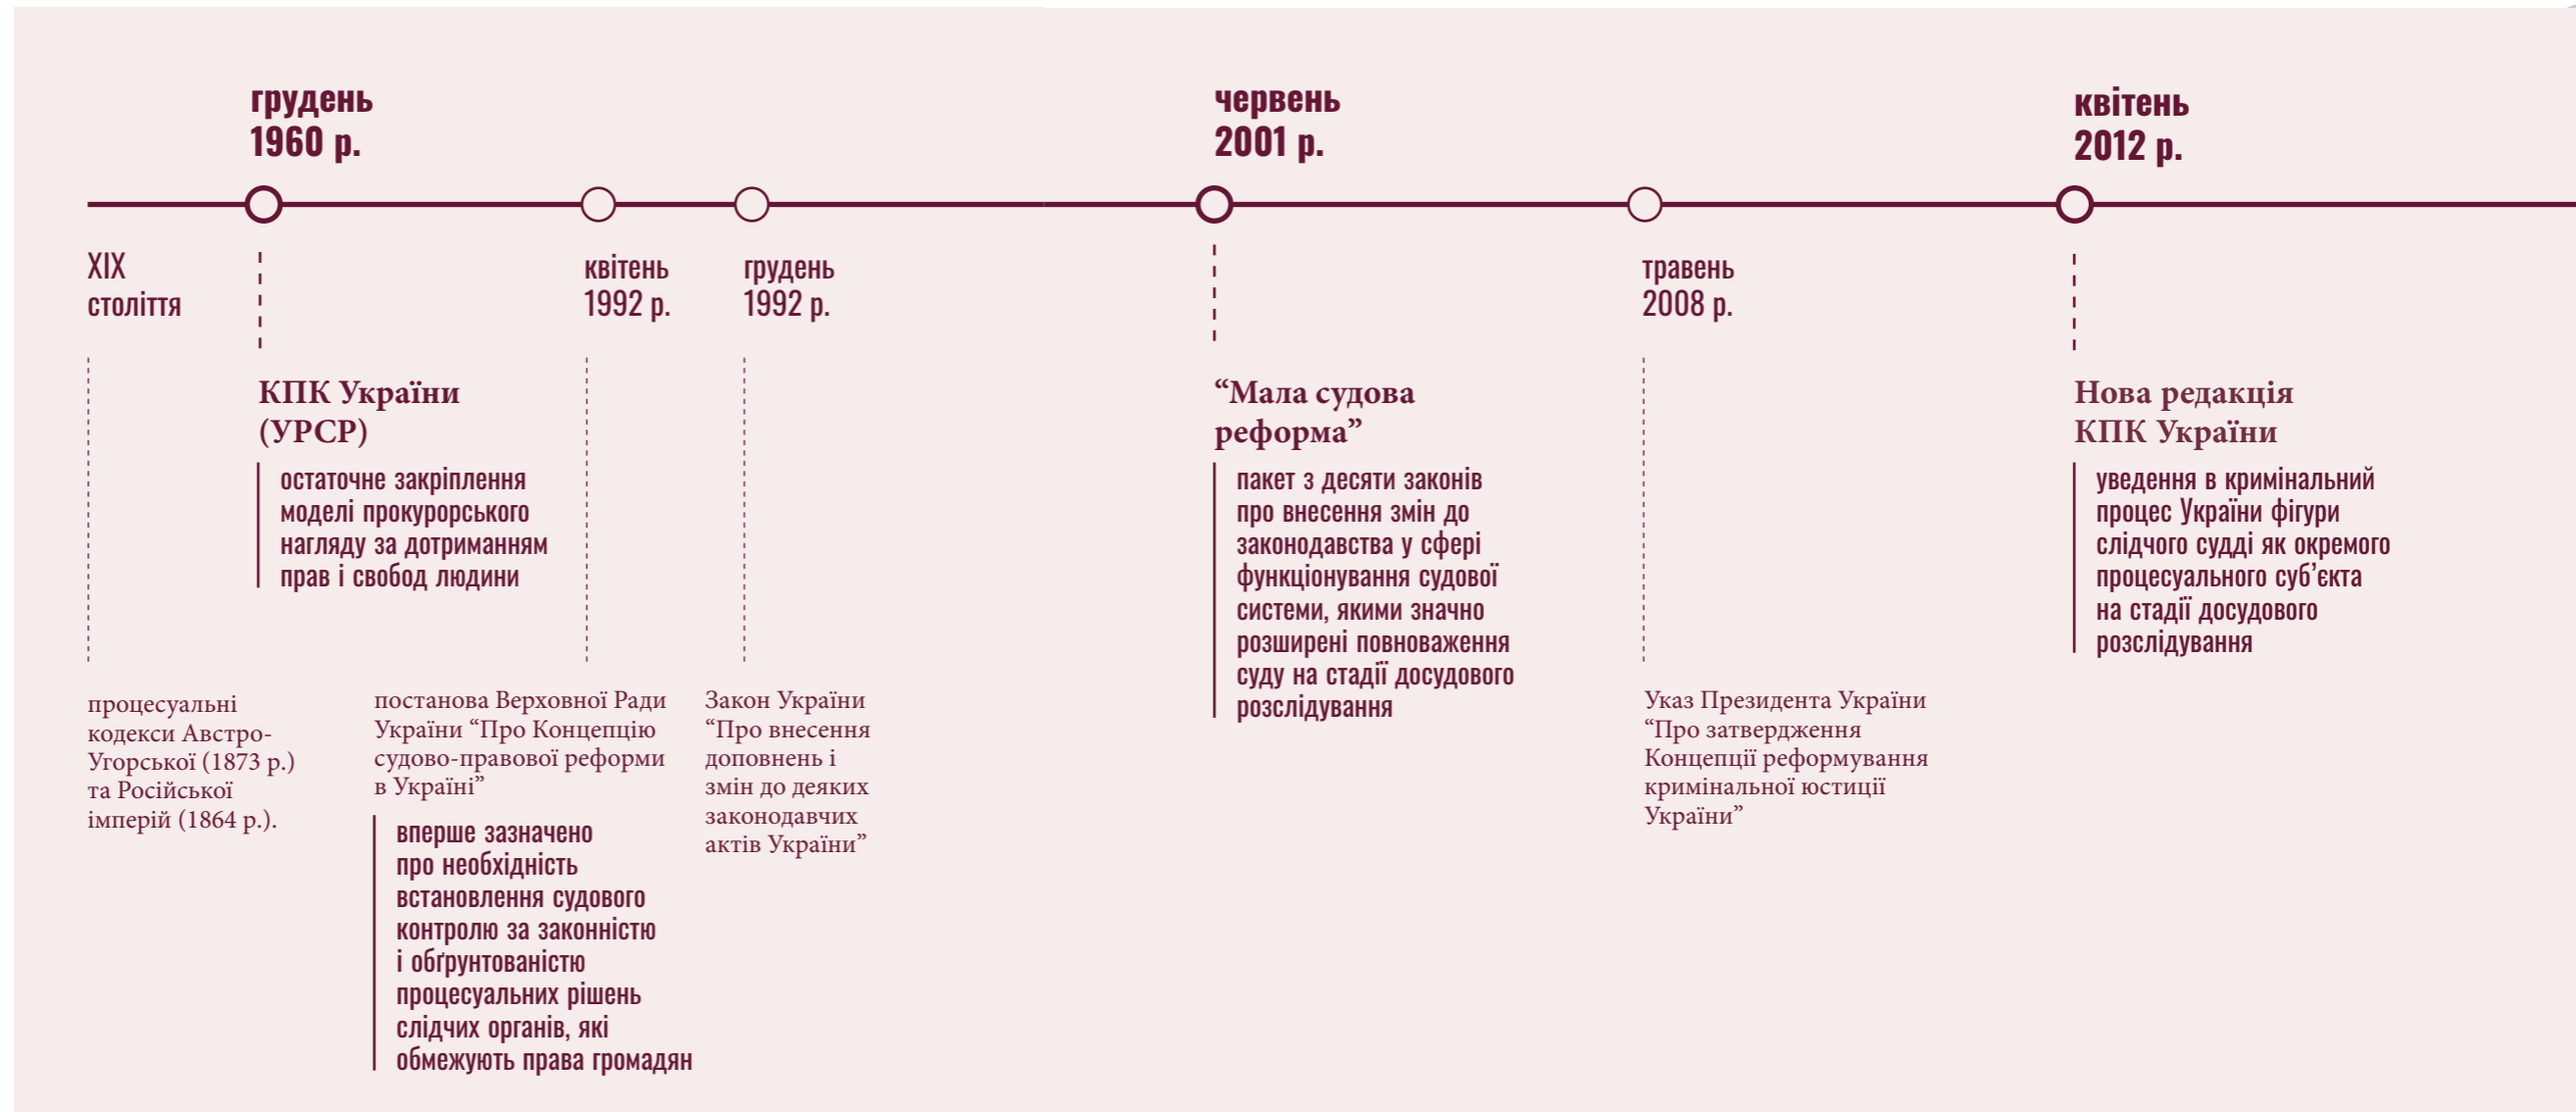 грудень
1960 р.
червень
2001 р.
квітень
2012 р.
XIX
століття
квітень
1992 р.
грудень
1992 р.
травень
2008 р.
КПК України
(УРСР)
остаточне закріплення
моделі прокурорського
нагляду за дотриманням
прав і свобод людини
“Мала судова
реформа”
пакет з десяти законів
про внесення змін до
законодавства у сфері
функціонування судової
системи, якими значно
розширені повноваження
суду на стадії досудового
розслідування
Нова редакція
КПК України
уведення в кримінальний
процес України фігури
слідчого судді як окремого
процесуального суб’єкта
на стадії досудового
розслідування
процесуальні
кодекси Австро-
Угорської (1873 р.)
та Російської
імперій (1864 р.).
постанова Верховної Ради
України “Про Концепцію
судово-правової реформи
в Україні”
вперше зазначено
про необхідність
встановлення судового
контролю за законністю
і обґрунтованістю
процесуальних рішень
слідчих органів, які
обмежують права громадян
Закон України
“Про внесення
доповнень і
змін до деяких
законодавчих
актів України”
Указ Президента України
“Про затвердження
Концепції реформування
кримінальної юстиції
України”